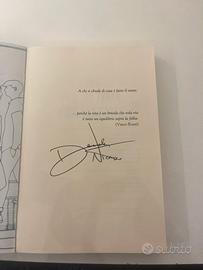 A chi si chiede di cosa è fatto il vento.
...perché la vita è un brivido che vola via
è tutto un equilibrio sopra la follia
(Vasco Rossi)
subito